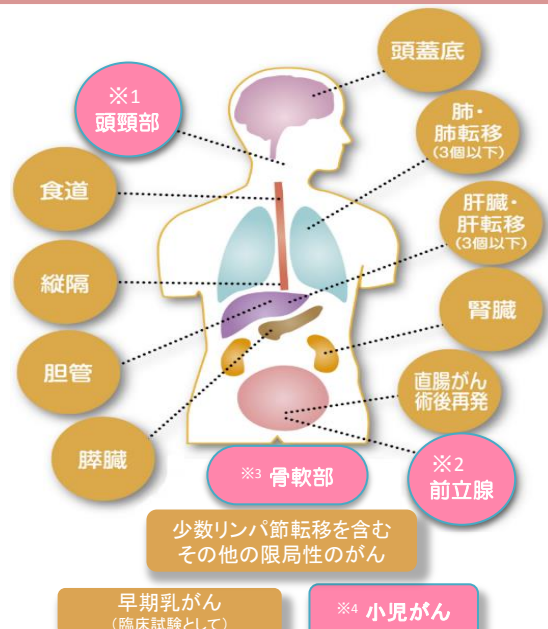 頭蓋底
※1
頭頸部
肺・
肺転移
(3個以下)
食道
肝臓・
肝転移
(3個以下)
縦隔
腎臓
胆管
直腸がん
術後再発
膵臓
※3 骨軟部
※2
前立腺
少数リンパ節転移を含む
その他の限局性のがん
早期乳がん
(臨床試験として)
※4 小児がん